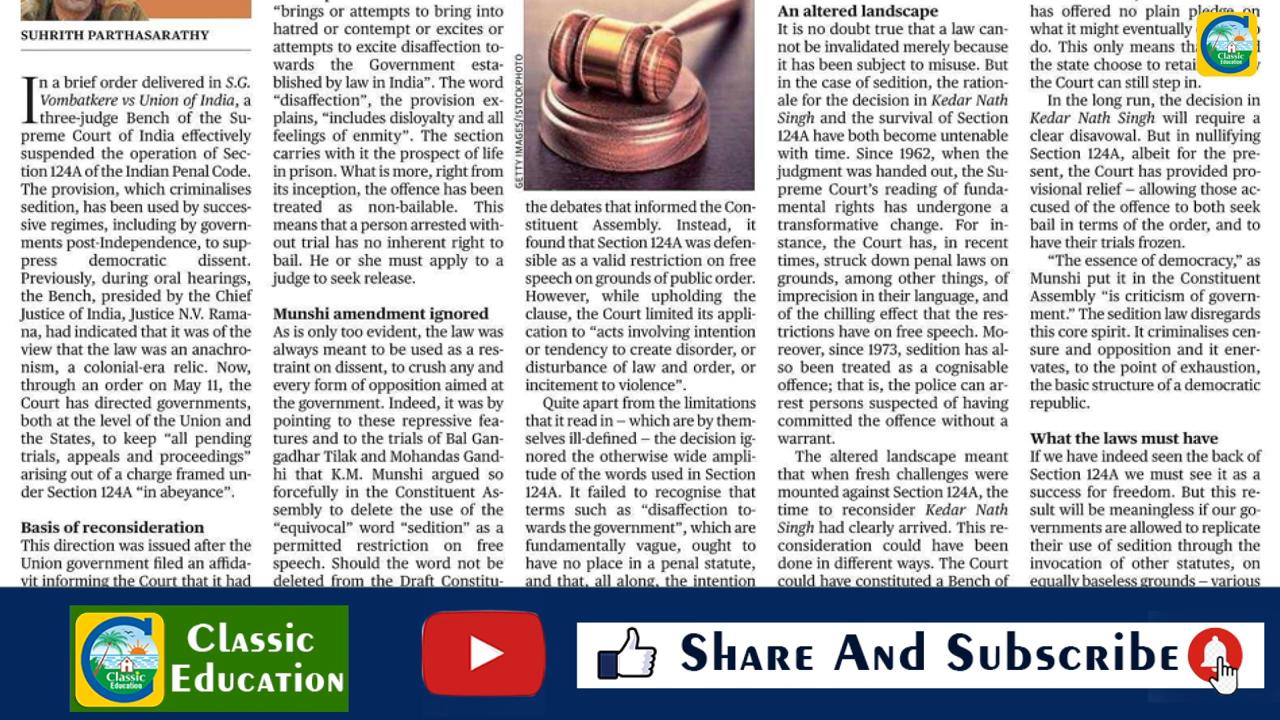 SUHRITH PARTHASARATHY
In a brief order delivered in S.G.
Vombatkere vs Union of India, a
three-judge Bench of the Su-
preme Court of India effectively
suspended the operation of Sec-
tion 124A of the Indian Penal Code.
The provision, which criminalises
sedition, has been used by succes-
sive regimes, including by govern-
ments post-Independence, to sup-
press democratic dissent.
Previously, during oral hearings,
the Bench, presided by the Chief
Justice of India, Justice N.V. Rama-
na, had indicated that it was of the
view that the law was an anachro-
nism, a colonial-era relic. Now,
through an order on May 11, the
Court has directed governments,
both at the level of the Union and
the States, to keep “all pending
trials, appeals and proceedings”
arising out of a charge framed un-
der Section 124A “in abeyance”.
Basis of reconsideration
This direction was issued after the
Union government filed an affida-
vit informing the Court that it had
“brings or attempts to bring into
hatred or contempt or excites or
attempts to excite disaffection to-
wards the Government esta-
blished by law in India”. The word
“disaffection”, the provision ex-
plains, “includes disloyalty and all
feelings of enmity”. The section
carries with it the prospect of life
in prison. What is more, right from
its inception, the offence has been
treated as non-bailable. This
means that a person arrested with-
out trial has no inherent right to
bail. He or she must apply to a
judge to seek release.
Munshi amendment ignored
As is only too evident, the law was
always meant to be used as a res-
traint on dissent, to crush any and
every form of opposition aimed at
the government. Indeed, it was by
pointing to these repressive fea-
tures and to the trials of Bal Gan-
gadhar Tilak and Mohandas Gand-
hi that K.M. Munshi argued so
forcefully in the Constituent As-
sembly to delete the use of the
“equivocal” word “sedition” as a
permitted restriction on free
speech. Should the word not be
deleted from the Draft Constitu-
GETTY IMAGES/ISTOCKPHOTO
the debates that informed the Con-
stituent Assembly. Instead, it
found that Section 124A was defen-
sible as a valid restriction on free
speech on grounds of public order.
However, while upholding the
clause, the Court limited its appli-
cation to “acts involving intention
or tendency to create disorder, or
disturbance of law and order, or
incitement to violence”.
Quite apart from the limitations
that it read in – which are by them-
selves ill-defined – the decision ig-
nored the otherwise wide ampli-
tude of the words used in Section
124A. It failed to recognise that
terms such as “disaffection to-
wards the government”, which are
fundamentally vague, ought to
have no place in a penal statute,
and that, all along, the intention
An altered landscape
It is no doubt true that a law can-
not be invalidated merely because
it has been subject to misuse. But
in the case of sedition, the ration-
ale for the decision in Kedar Nath
Singh and the survival of Section
124A have both become untenable
with time. Since 1962, when the
judgment was handed out, the Su-
preme Court’s reading of funda-
mental rights has undergone a
transformative change. For in-
stance, the Court has, in recent
times, struck down penal laws on
grounds, among other things, of
imprecision in their language, and
of the chilling effect that the res-
trictions have on free speech. Mo-
reover, since 1973, sedition has al-
so been treated as a cognisable
offence; that is, the police can ar-
rest persons suspected of having
committed the offence without a
warrant.
The altered landscape meant
that when fresh challenges were
mounted against Section 124A, the
time to reconsider Kedar Nath
Singh had clearly arrived. This re-
consideration could have been
done in different ways. The Court
could have constituted a Bench of
has offered no plain pledge on
what it might eventually
do. This only means
the state choose to
the Court can still step in.
In the long run, the decision in
Kedar Nath Singh will require a
clear disavowal. But in nullifying
Section 124A, albeit for the pre-
sent, the Court has provided pro-
visional relief – allowing those ac-
cused of the offence to both seek
bail in terms of the order, and to
have their trials frozen.
“The essence of democracy,” as
Munshi put it in the Constituent
Assembly “is criticism of govern-
ment.” The sedition law disregards
this core spirit. It criminalises cen-
sure and opposition and it ener-
vates, to the point of exhaustion,
the basic structure of a democratic
republic.
What the laws must have
If we have indeed seen the back of
Section 124A we must see it as a
success for freedom. But this re-
sult will be meaningless if our go-
vernments are allowed to replicate
their use of sedition through the
invocation of other statutes, on
equally baseless grounds – various
Classic
Education
Classic
Education
CLASSIC
EDUCATION
SHARE AND SUBSCRIBE